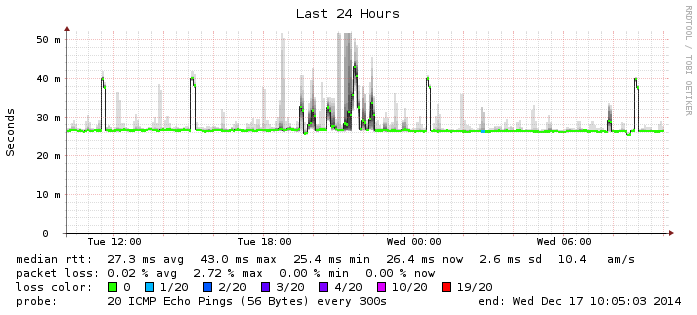 Last 24 Hours
RRDTOOL / TOBI OETIKER
Seconds
50 m
40 m
30 m
20 m
10 m
0
Tue 12:00 Tue 18:00 Wed 00:00 Wed 06:00
median rtt: 27.3 ms avg 43.0 ms max 25.4 ms min 26.4 ms now 2.6 ms sd 10.4 am/s
packet loss: 0.02 % avg 2.72 % max 0.00 % min 0.00 % now
loss color: 0 1/20 2/20 3/20 4/20 10/20 19/20
probe: 20 ICMP Echo Pings (56 Bytes) every 300s end: Wed Dec 17 10:05:03 2014